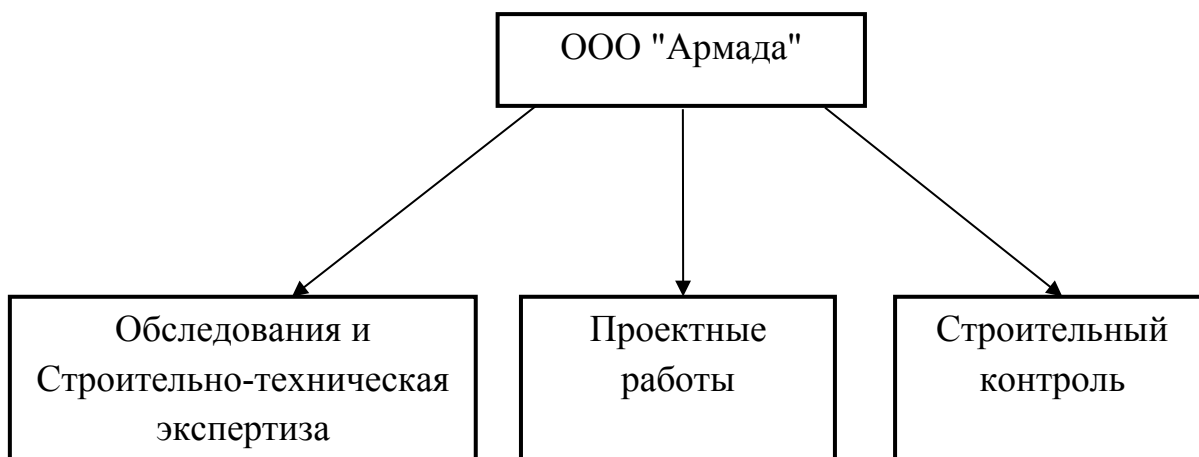 ООО "Армада"
Обследования и
Строительно-техническая
экспертиза
Проектные
работы
Строительный
контроль